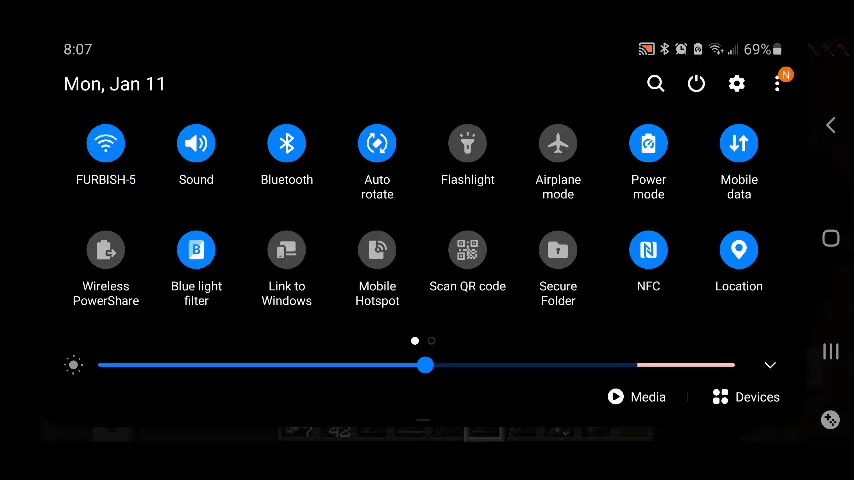 8:07
69%
Mon, Jan 11
N
FURBISH-5
Sound
Bluetooth
Auto
rotate
Flashlight
Airplane
mode
Power
mode
Mobile
data
Wireless
PowerShare
B
Blue light
filter
Link to
Windows
Mobile
Hotspot
Scan QR code
Secure
Folder
NFC
Location
Media
Devices